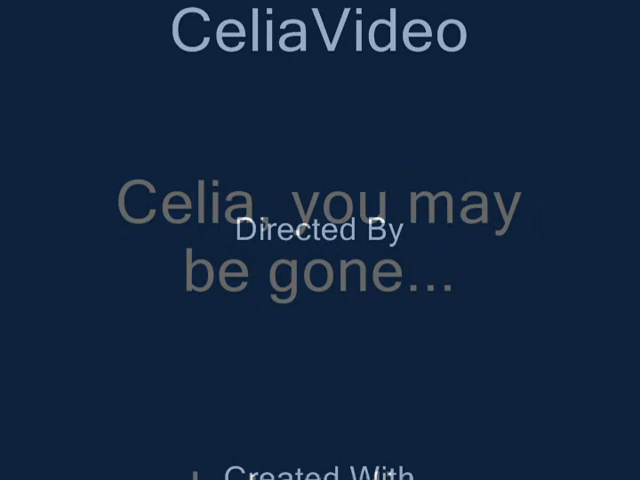 CeliaVideo
Celia, you may
Directed By
be gone...
Created With